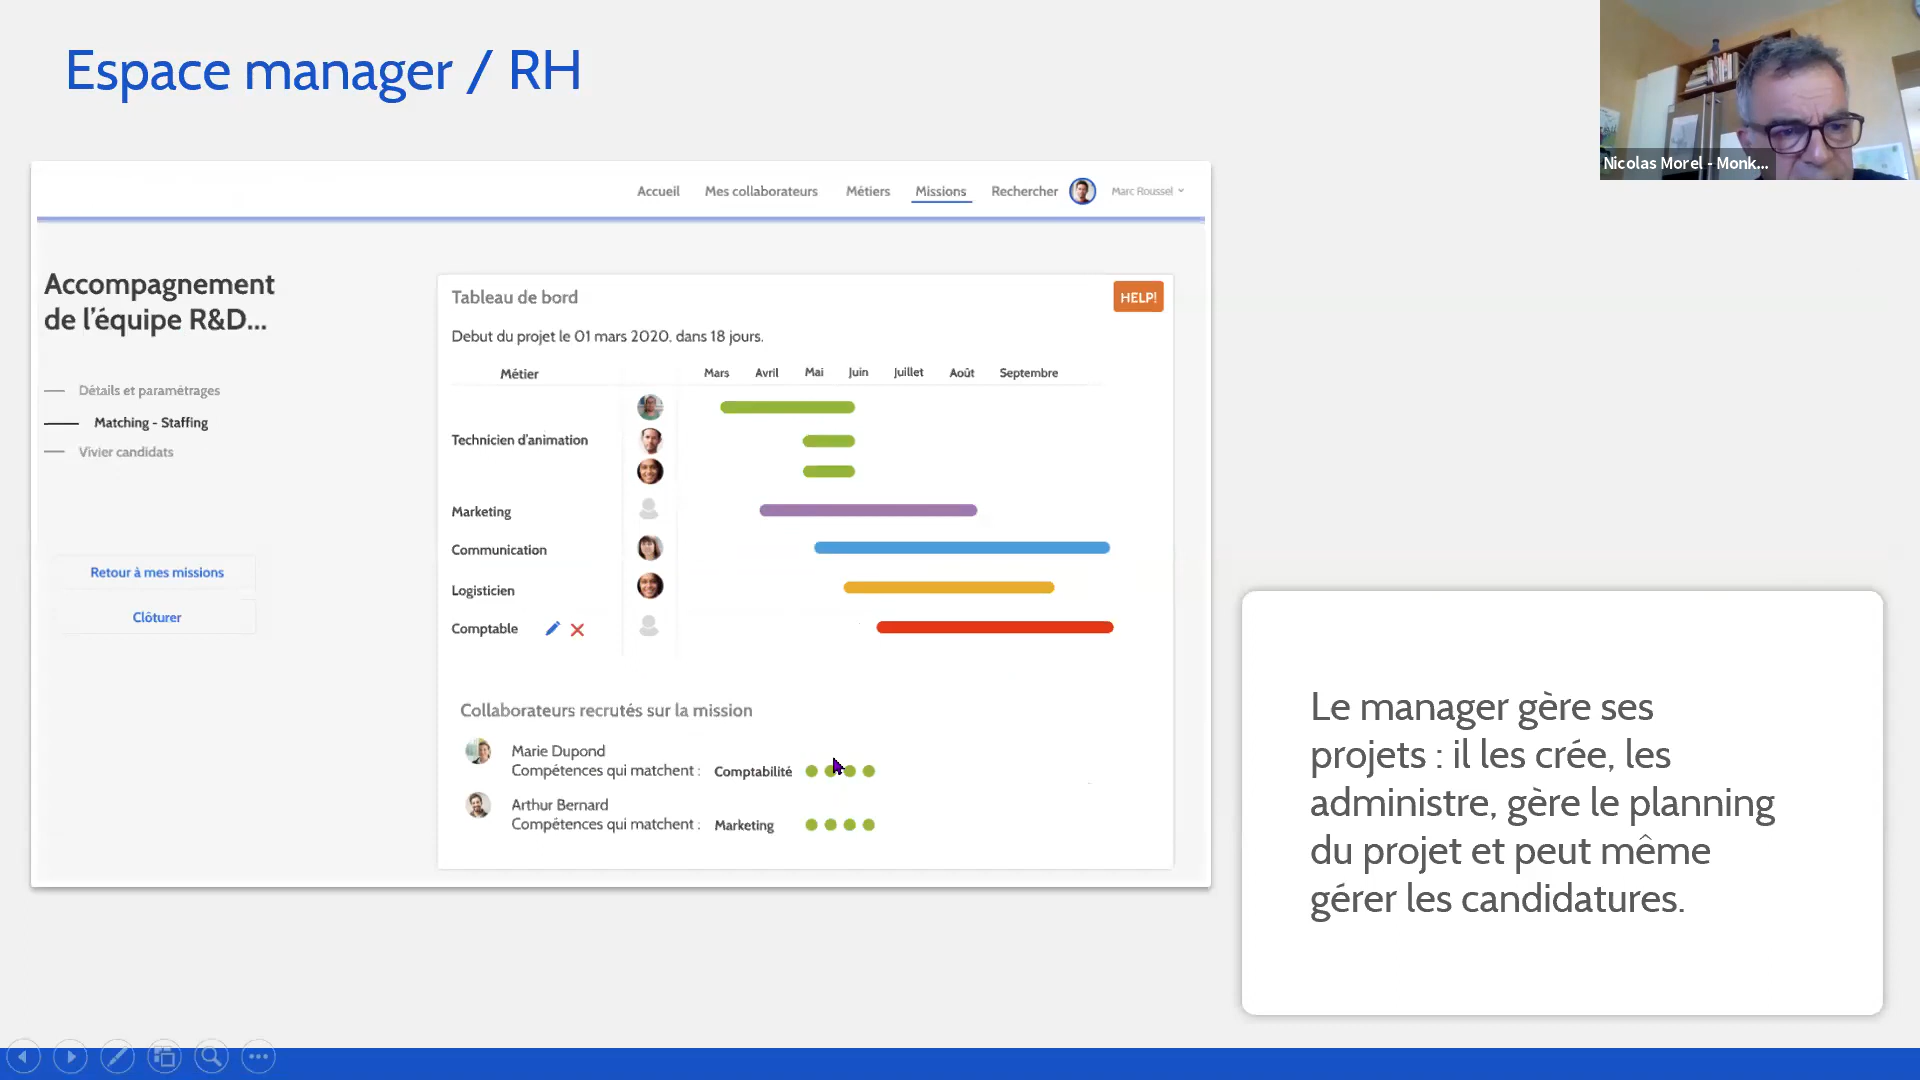 Espace manager / RH
Nicolas Morel - Monk...
Accueil Mes collaborateurs Métiers Missions Rechercher Marc Roussel
Accompagnement
de l'équipe R&D...
Détails et paramétrages
Matching - Staffing
Vivier candidats
Retour à mes missions
Clôturer
Tableau de bord
HELP!
Debut du projet le 01 mars 2020, dans 18 jours.
Métier Mars Avril Mai Juin Juillet Août Septembre
Technicien d'animation
Marketing
Communication
Logisticien
Comptable
Collaborateurs recrutés sur la mission
Marie Dupond
Compétences qui matchent : Comptabilité
Arthur Bernard
Compétences qui matchent : Marketing
Le manager gère ses
projets : il les crée, les
administre, gère le planning
du projet et peut même
gérer les candidatures.